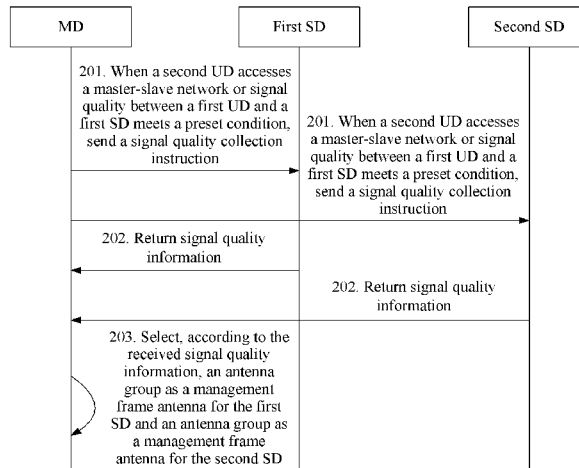 MD
First SD
Second SD
201. When a second UD accesses
a master-slave network or signal
quality between a first UD and a
first SD meets a preset condition,
send a signal quality collection
instruction
201. When a second UD accesses
a master-slave network or signal
quality between a first UD and a
first SD meets a preset condition,
send a signal quality collection
instruction
202. Return signal quality
information
202. Return signal quality
information
203. Select, according to the
received signal quality
information, an antenna
group as a management
frame antenna for the first
SD and an antenna group as
a management frame
antenna for the second SD